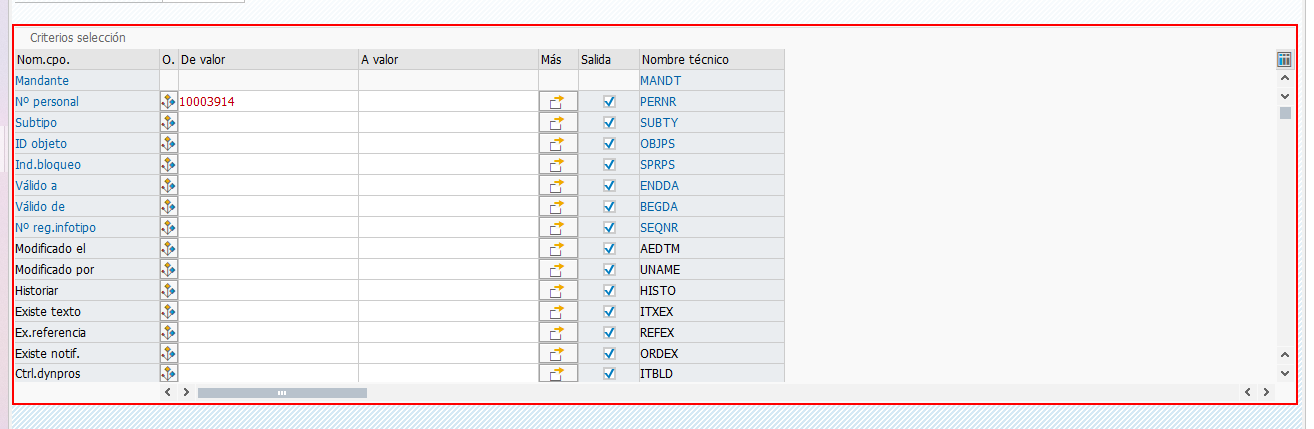 Criterios selección
Nom.cpo. O. De valor A valor Más Salida Nombre técnico
Mandante MANDT
Nº personal 10003914 PERNR
Subtipo SUBTY
ID objeto OBJPS
Ind.bloqueo SPRPS
Válido a ENDDA
Válido de BEGDA
Nº reg.infotipo SEQNR
Modificado el AEDTM
Modificado por UNAME
Historiar HISTO
Existe texto ITXEX
Ex.referencia REFEX
Existe notif. ORDEX
Ctrl.dynpros ITBLD